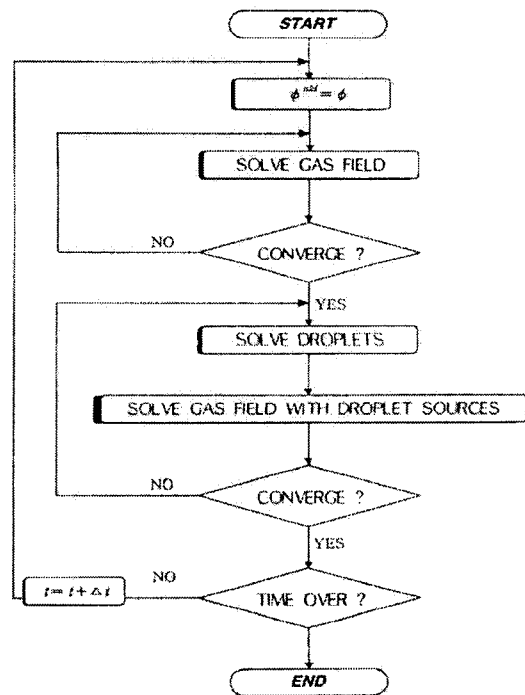 START
ϕ^old = ϕ
SOLVE GAS FIELD
NO
CONVERGE ?
YES
SOLVE DROPLETS
SOLVE GAS FIELD WITH DROPLET SOURCES
NO
CONVERGE ?
YES
t = t + Δt
NO
TIME OVER ?
END